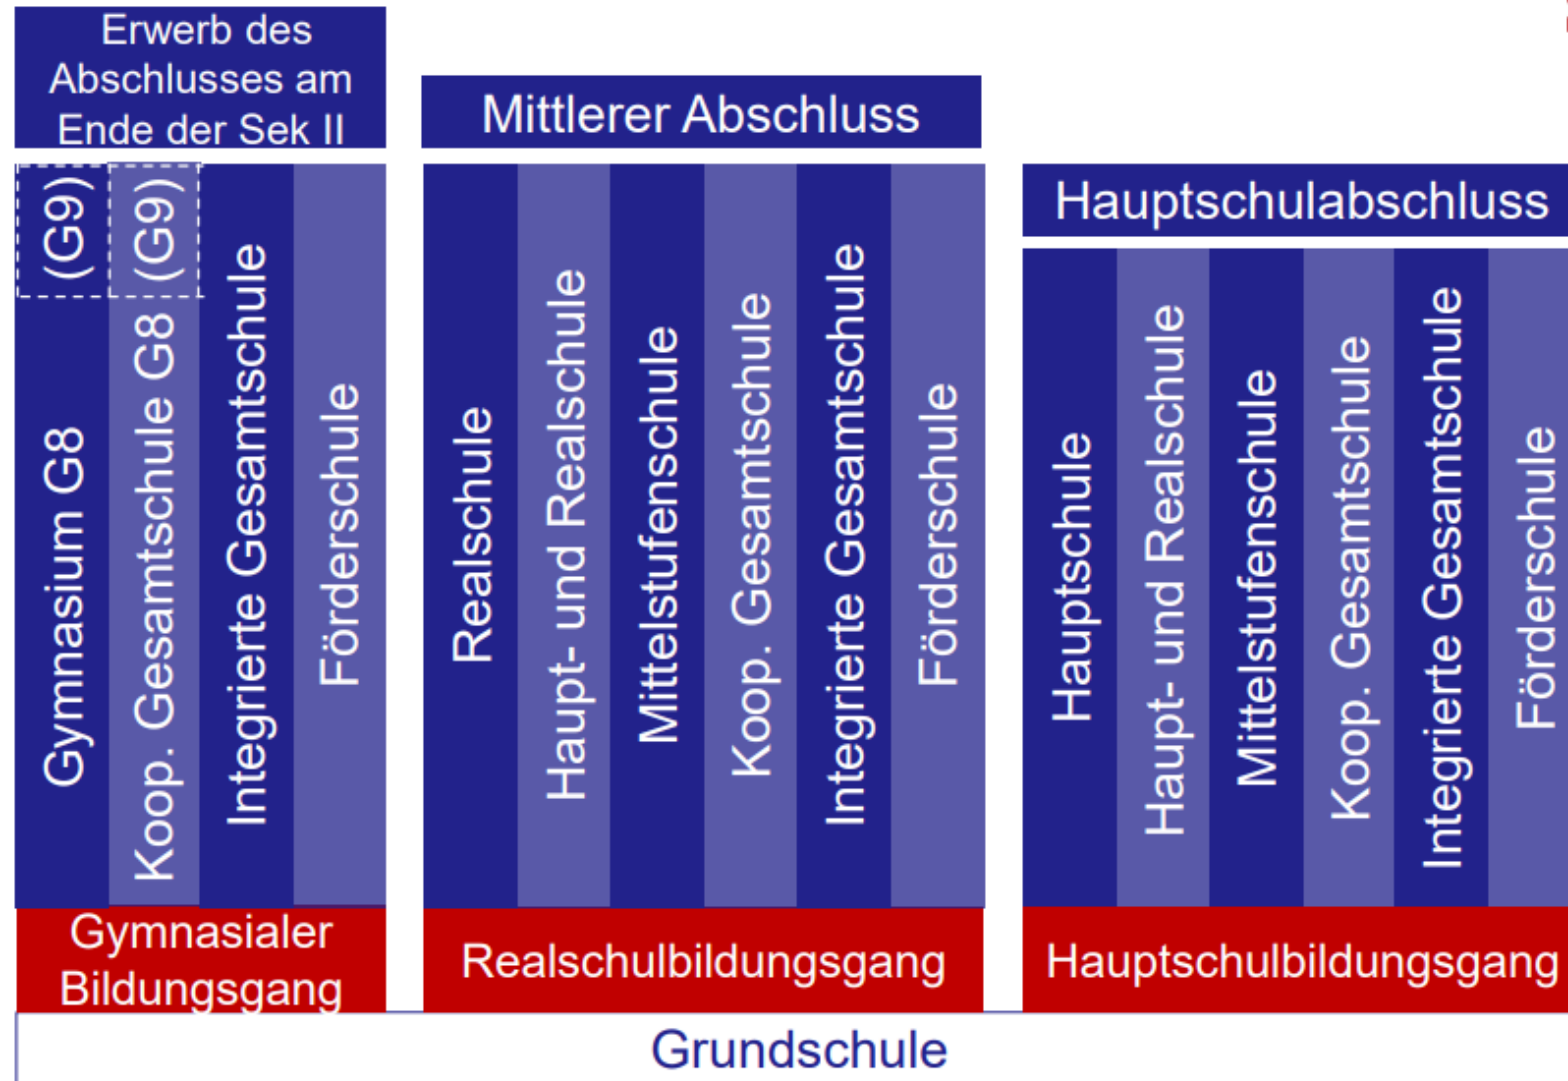 Erwerb des
Abschlusses am
Ende der Sek II
Mittlerer Abschluss
Hauptschulabschluss
Gymnasium G8 (G9)
Koop. Gesamtschule G8 (G9)
Integrierte Gesamtschule
Förderschule
Realschule
Haupt- und Realschule
Mittelstufenschule
Koop. Gesamtschule
Integrierte Gesamtschule
Förderschule
Hauptschule
Haupt- und Realschule
Mittelstufenschule
Koop. Gesamtschule
Integrierte Gesamtschule
Förderschule
Gymnasialer
Bildungsgang
Realschulbildungsgang
Hauptschulbildungsgang
Grundschule